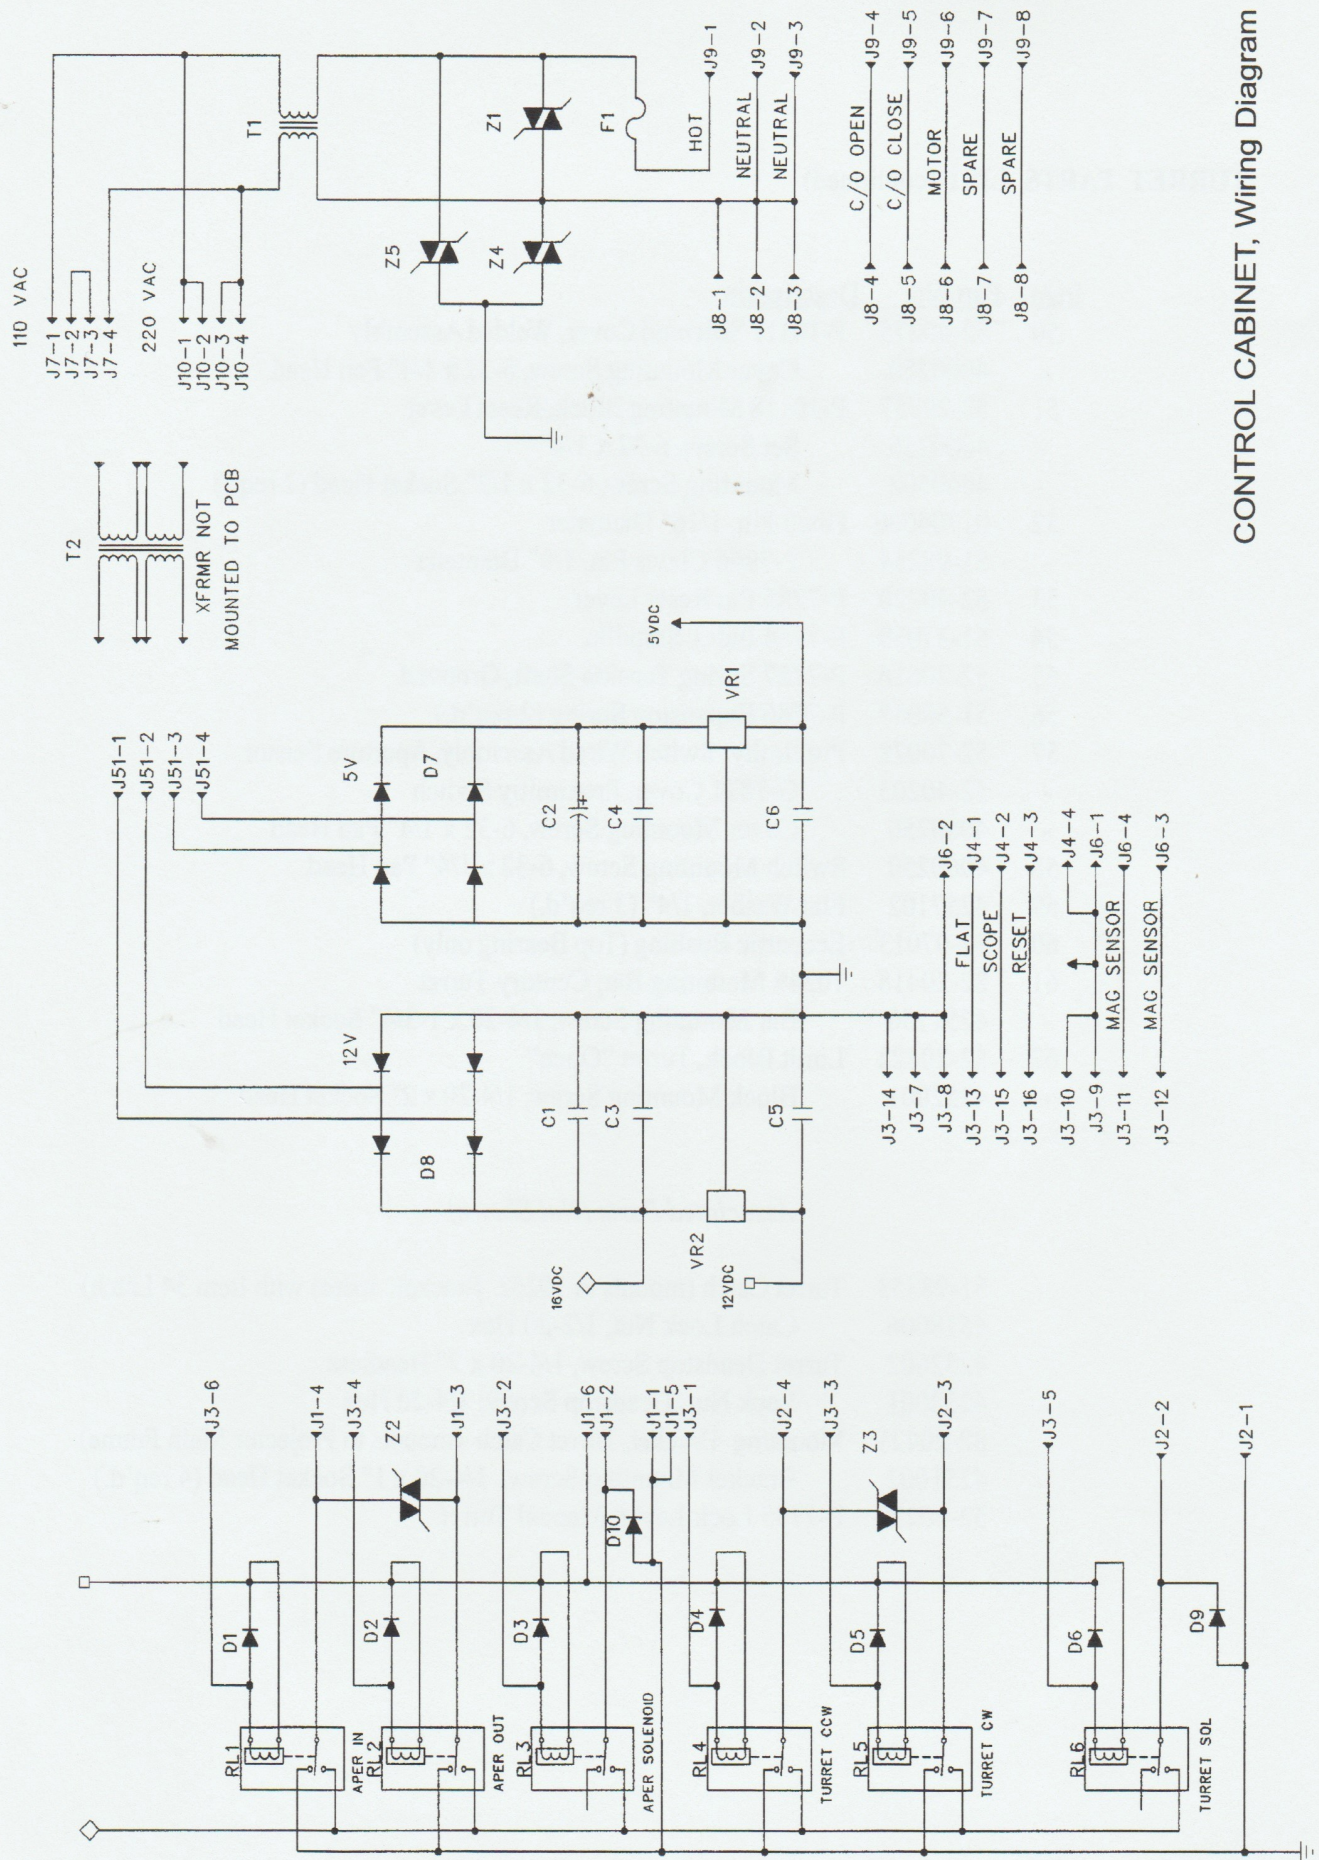 110 VAC
J7-1
J7-2
J7-3
J7-4
220 VAC
J10-1
J10-2
J10-3
J10-4
T1
Z5
Z1
Z4
F1
HOT
J9-1
NEUTRAL
J9-2
NEUTRAL
J9-3
J8-1
J8-2
J8-3
J8-4
C/O OPEN
J9-4
J8-5
C/O CLOSE
J9-5
J8-6
MOTOR
J9-6
J8-7
SPARE
J9-7
J8-8
SPARE
J9-8
T2
XFRMR NOT
MOUNTED TO PCB
J51-1
J51-2
J51-3
J51-4
12V
D8
5V
D7
C1
C3
C2
C4
VR2
VR1
C5
C6
16VDC
12VDC
5VDC
J3-14
J3-7
J3-8
J6-2
J3-13
FLAT
J4-1
J3-15
SCOPE
J4-2
J3-16
RESET
J4-3
J3-10
J4-4
J3-9
J6-1
J3-11
MAG SENSOR
J6-4
J3-12
MAG SENSOR
J6-3
RL1
D1
J3-6
J1-4
APER IN
RL2
D2
J3-4
Z2
J1-3
APER OUT
RL3
D3
J3-2
J1-6
J1-2
D10
J1-1
J1-5
APER SOLENOID
RL4
D4
J3-1
J2-4
TURRET CCW
RL5
D5
J3-3
Z3
J2-3
TURRET CW
RL6
D6
J3-5
J2-2
D9
J2-1
TURRET SOL
CONTROL CABINET, Wiring Diagram